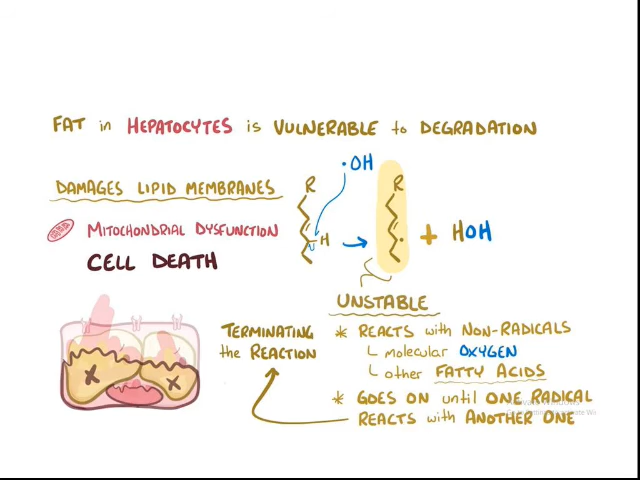 FAT in HEPATOCYTES is VULNERABLE to DEGRADATION
•OH
DAMAGES LIPID MEMBRANES
R
R
MITOCHONDRIAL DYSFUNCTION
H
+ HOH
CELL DEATH
UNSTABLE
TERMINATING
the REACTION
* REACTS with NON-RADICALS
molecular OXYGEN
other FATTY ACIDS
* GOES ON until ONE RADICAL
REACTS with ANOTHER ONE
x x
Activate Windows